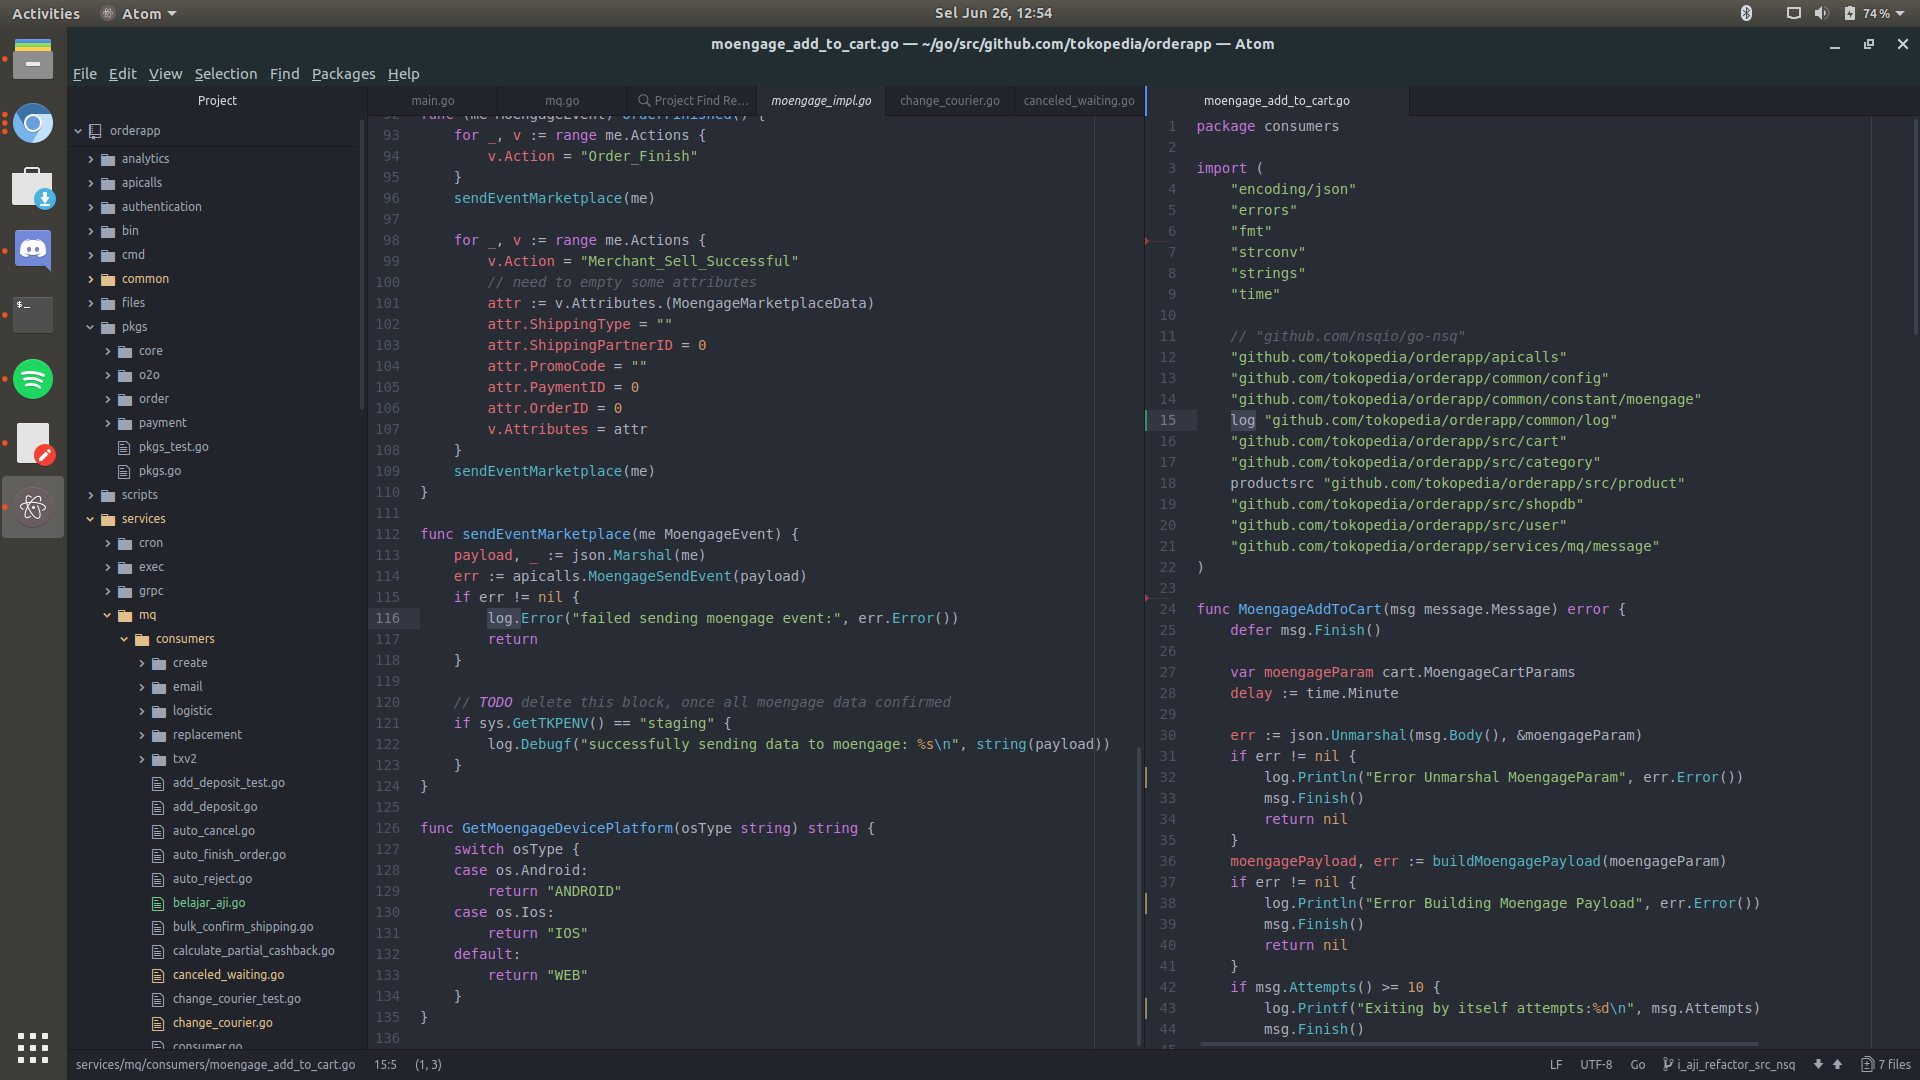 Activities Atom Sel Jun 26, 12:54 74 %
moengage_add_to_cart.go — ~/go/src/github.com/tokopedia/orderapp — Atom
File Edit View Selection Find Packages Help
Project
orderapp
analytics
apicalls
authentication
bin
cmd
common
files
pkgs
core
o2o
order
payment
pkgs_test.go
pkgs.go
scripts
services
cron
exec
grpc
mq
consumers
create
email
logistic
replacement
txv2
add_deposit_test.go
add_deposit.go
auto_cancel.go
auto_finish_order.go
auto_reject.go
belajar_aji.go
bulk_confirm_shipping.go
calculate_partial_cashback.go
canceled_waiting.go
change_courier_test.go
change_courier.go
consumer.go
main.go mq.go Project Find Re... moengage_impl.go change_courier.go canceled_waiting.go
92 func (me MoengageEvent) OrderFinished() {
93 for _, v := range me.Actions {
94 v.Action = "Order_Finish"
95 }
96 sendEventMarketplace(me)
97
98 for _, v := range me.Actions {
99 v.Action = "Merchant_Sell_Successful"
100 // need to empty some attributes
101 attr := v.Attributes.(MoengageMarketplaceData)
102 attr.ShippingType = ""
103 attr.ShippingPartnerID = 0
104 attr.PromoCode = ""
105 attr.PaymentID = 0
106 attr.OrderID = 0
107 v.Attributes = attr
108 }
109 sendEventMarketplace(me)
110 }
111
112 func sendEventMarketplace(me MoengageEvent) {
113 payload, _ := json.Marshal(me)
114 err := apicalls.MoengageSendEvent(payload)
115 if err != nil {
116 log.Error("failed sending moengage event:", err.Error())
117 return
118 }
119
120 // TODO delete this block, once all moengage data confirmed
121 if sys.GetTKPENV() == "staging" {
122 log.Debugf("successfully sending data to moengage: %s\n", string(payload))
123 }
124 }
125
126 func GetMoengageDevicePlatform(osType string) string {
127 switch osType {
128 case os.Android:
129 return "ANDROID"
130 case os.Ios:
131 return "IOS"
132 default:
133 return "WEB"
134 }
135 }
136
moengage_add_to_cart.go
1 package consumers
2
3 import (
4 "encoding/json"
5 "errors"
6 "fmt"
7 "strconv"
8 "strings"
9 "time"
10
11 // "github.com/nsqio/go-nsq"
12 "github.com/tokopedia/orderapp/apicalls"
13 "github.com/tokopedia/orderapp/common/config"
14 "github.com/tokopedia/orderapp/common/constant/moengage"
15 log "github.com/tokopedia/orderapp/common/log"
16 "github.com/tokopedia/orderapp/src/cart"
17 "github.com/tokopedia/orderapp/src/category"
18 productsrc "github.com/tokopedia/orderapp/src/product"
19 "github.com/tokopedia/orderapp/src/shopdb"
20 "github.com/tokopedia/orderapp/src/user"
21 "github.com/tokopedia/orderapp/services/mq/message"
22 )
23
24 func MoengageAddToCart(msg message.Message) error {
25 defer msg.Finish()
26
27 var moengageParam cart.MoengageCartParams
28 delay := time.Minute
29
30 err := json.Unmarshal(msg.Body(), &moengageParam)
31 if err != nil {
32 log.Println("Error Unmarshal MoengageParam", err.Error())
33 msg.Finish()
34 return nil
35 }
36 moengagePayload, err := buildMoengagePayload(moengageParam)
37 if err != nil {
38 log.Println("Error Building Moengage Payload", err.Error())
39 msg.Finish()
40 return nil
41 }
42 if msg.Attempts() >= 10 {
43 log.Printf("Exiting by itself attempts:%d\n", msg.Attempts)
44 msg.Finish()
45
services/mq/consumers/moengage_add_to_cart.go 15:5 (1, 3) LF UTF-8 Go i_aji_refactor_src_nsq 7 files